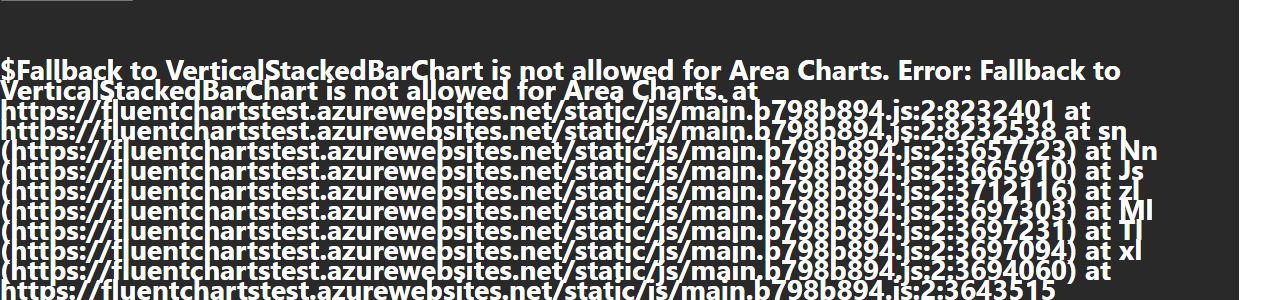 $Fallback to VerticalStackedBarChart is not allowed for Area Charts. Error: Fallback to
VerticalStackedBarChart is not allowed for Area Charts. at
https://fluentchartstest.azurewebsites.net/static/js/main.b798b894.js:2:8232401 at
https://fluentchartstest.azurewebsites.net/static/js/main.b798b894.js:2:8232538 at sn
(https://fluentchartstest.azurewebsites.net/static/js/main.b798b894.js:2:3657723) at Nn
(https://fluentchartstest.azurewebsites.net/static/js/main.b798b894.js:2:3665910) at Js
(https://fluentchartstest.azurewebsites.net/static/js/main.b798b894.js:2:3712116) at zl
(https://fluentchartstest.azurewebsites.net/static/js/main.b798b894.js:2:3697303) at Ml
(https://fluentchartstest.azurewebsites.net/static/js/main.b798b894.js:2:3697231) at Tl
(https://fluentchartstest.azurewebsites.net/static/js/main.b798b894.js:2:3697094) at xl
(https://fluentchartstest.azurewebsites.net/static/js/main.b798b894.js:2:3694060) at
https://fluentchartstest.azurewebsites.net/static/js/main.b798b894.js:2:3643515